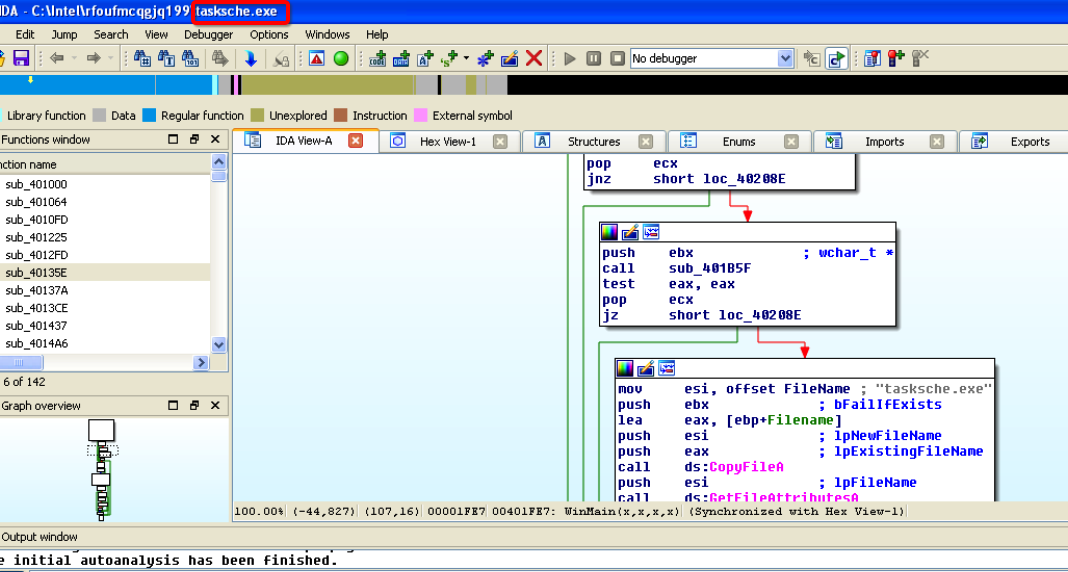 IDA - C:\Intel\rfoufmcqgjq199\tasksche.exe
Edit Jump Search View Debugger Options Windows Help
No debugger
Library function Data Regular function Unexplored Instruction External symbol
Functions window
IDA View-A Hex View-1 Structures Enums Imports Exports
nction name
sub_401000
sub_401064
sub_4010FD
sub_401225
sub_4012FD
sub_40135E
sub_40137A
sub_4013CE
sub_401437
sub_4014A6
6 of 142
Graph overview
pop ecx
jnz short loc_40208E
push ebx ; wchar_t *
call sub_401B5F
test eax, eax
pop ecx
jz short loc_40208E
mov esi, offset FileName ; "tasksche.exe"
push ebx ; bFailIfExists
lea eax, [ebp+Filename]
push esi ; lpNewFileName
push eax ; lpExistingFileName
call ds:CopyFileA
push esi ; lpFileName
call ds:GetFileAttributesA
100.00% (-44,827) (107,16) 00001FE7 00401FE7: WinMain(x,x,x,x) (Synchronized with Hex View-1)
Output window
e initial autoanalysis has been finished.